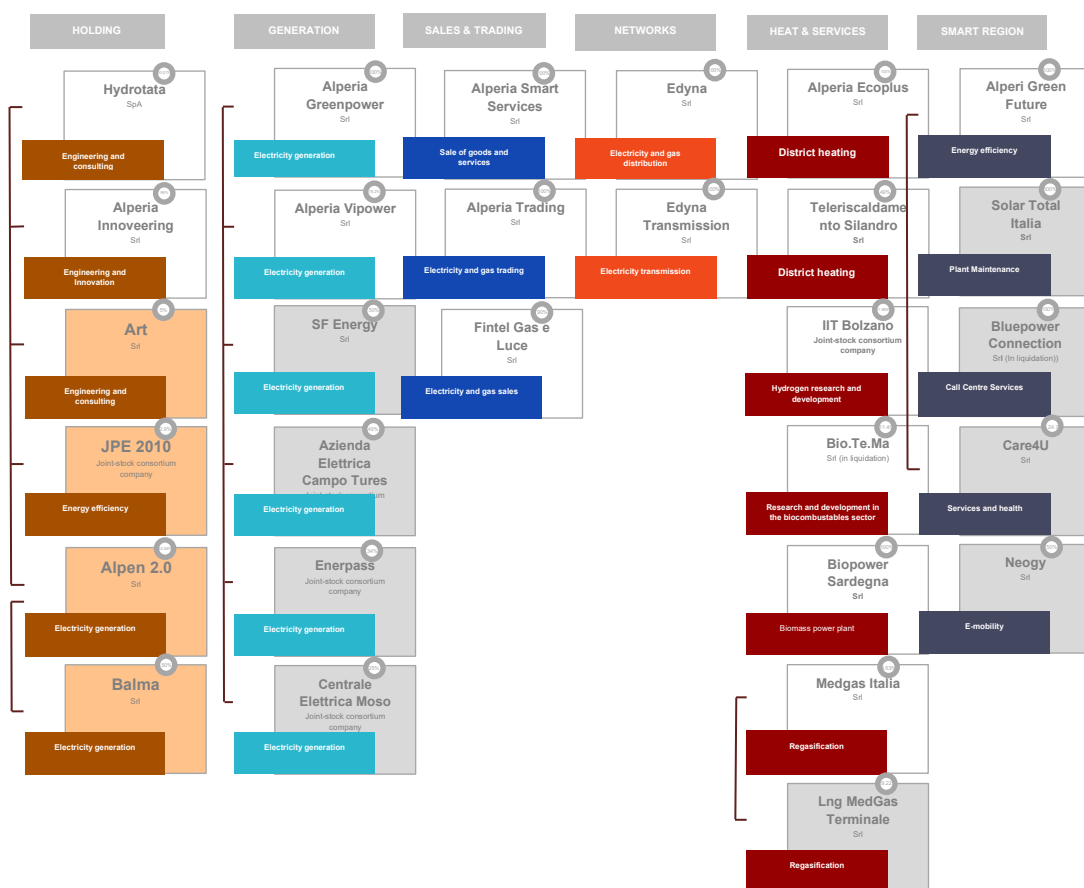 HOLDING
GENERATION
SALES & TRADING
NETWORKS
HEAT & SERVICES
SMART REGION
Hydrotata
SpA
Engineering and
consulting
Alperia
Innoveering
Srl
Engineering and
Innovation
Art
Srl
Engineering and
consulting
JPE 2010
Joint-stock consortium
company
Energy efficiency
Alpen 2.0
Srl
Electricity generation
Balma
Srl
Electricity generation
Alperia
Greenpower
Srl
Electricity generation
Alperia Vipower
Srl
Electricity generation
SF Energy
Srl
Electricity generation
Azienda
Elettrica
Campo Tures
Joint-stock consortium
Electricity generation
Enerpass
Joint-stock consortium
company
Electricity generation
Centrale
Elettrica Moso
Joint-stock consortium
company
Electricity generation
Alperia Smart
Services
Srl
Sale of goods and
services
Alperia Trading
Srl
Electricity and gas trading
Fintel Gas e
Luce
Srl
Electricity and gas sales
Edyna
Srl
Electricity and gas
distribution
Edyna
Transmission
Srl
Electricity transmission
Alperia Ecoplus
Srl
District heating
Teleriscaldame
nto Silandro
Srl
District heating
IIT Bolzano
Joint-stock consortium
company
Hydrogen research and
development
Bio.Te.Ma
Srl (in liquidation)
Research and development in
the biocombustables sector
Biopower
Sardegna
Srl
Biomass power plant
Medgas Italia
Srl
Regasification
Lng MedGas
Terminale
Srl
Regasification
Alperi Green
Future
Srl
Energy efficiency
Solar Total
Italia
Srl
Plant Maintenance
Bluepower
Connection
Srl (In liquidation))
Call Centre Services
Care4U
Srl
Services and health
Neogy
Srl
E-mobility